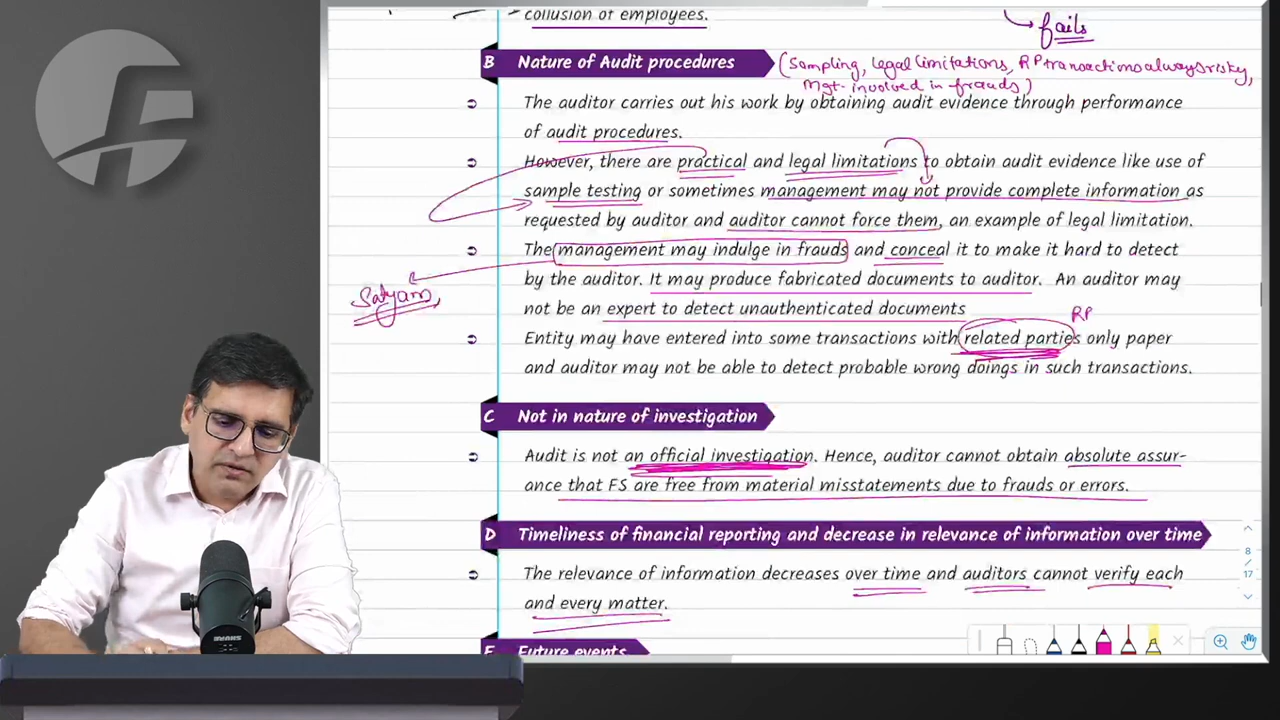 collusion of employees.
fails
B Nature of Audit procedures (Sampling, legal limitations, RP transactions always risky,
Mgt. involved in frauds)
The auditor carries out his work by obtaining audit evidence through performance
of audit procedures.
However, there are practical and legal limitations to obtain audit evidence like use of
sample testing or sometimes management may not provide complete information as
requested by auditor and auditor cannot force them, an example of legal limitation.
The management may indulge in frauds and conceal it to make it hard to detect
by the auditor. It may produce fabricated documents to auditor. An auditor may
not be an expert to detect unauthenticated documents
Satyam
RP
Entity may have entered into some transactions with related parties only paper
and auditor may not be able to detect probable wrong doings in such transactions.
C Not in nature of investigation
Audit is not an official investigation. Hence, auditor cannot obtain absolute assur-
ance that FS are free from material misstatements due to frauds or errors.
D Timeliness of financial reporting and decrease in relevance of information over time
The relevance of information decreases over time and auditors cannot verify each
and every matter.
E Future events
8
/
17
SHURE